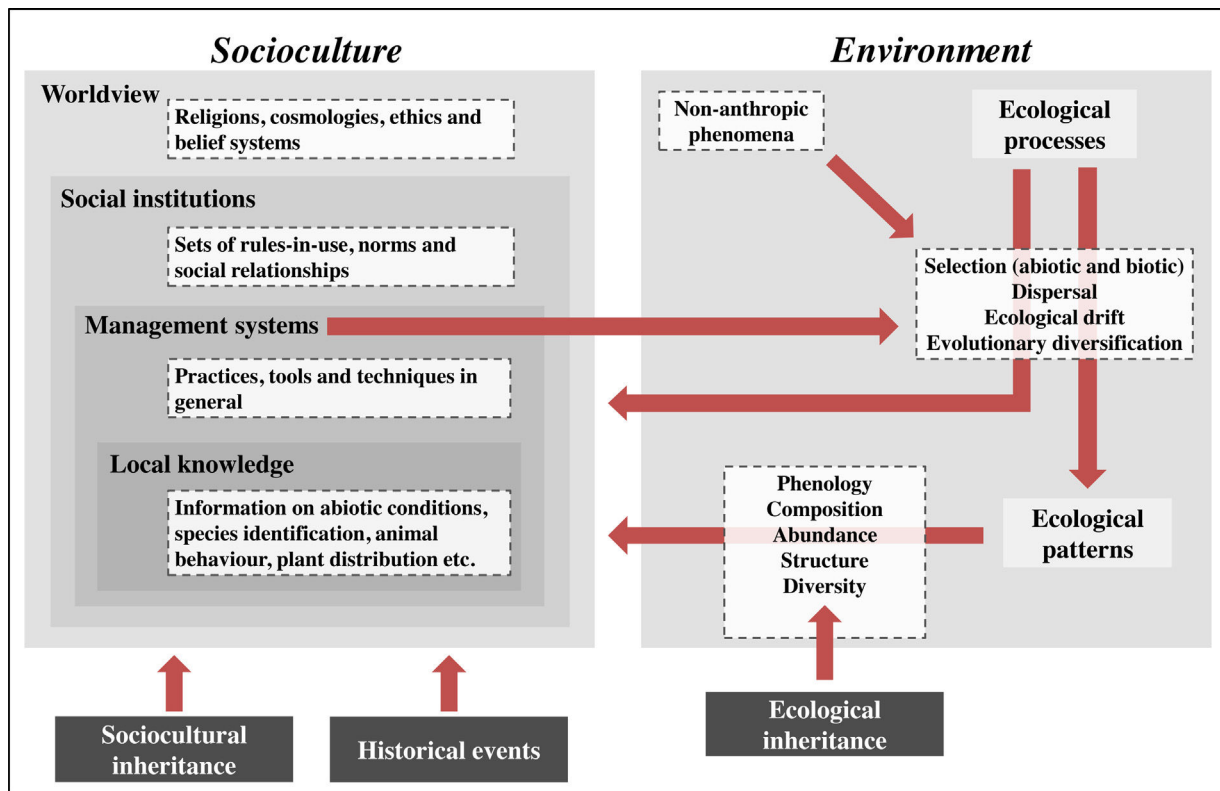 Socioculture
Worldview
Religions, cosmologies, ethics and
belief systems
Social institutions
Sets of rules-in-use, norms and
social relationships
Management systems
Practices, tools and techniques in
general
Local knowledge
Information on abiotic conditions,
species identification, animal
behaviour, plant distribution etc.
Sociocultural
inheritance
Historical events
Environment
Non-anthropic
phenomena
Ecological
processes
Selection (abiotic and biotic)
Dispersal
Ecological drift
Evolutionary diversification
Phenology
Composition
Abundance
Structure
Diversity
Ecological
patterns
Ecological
inheritance